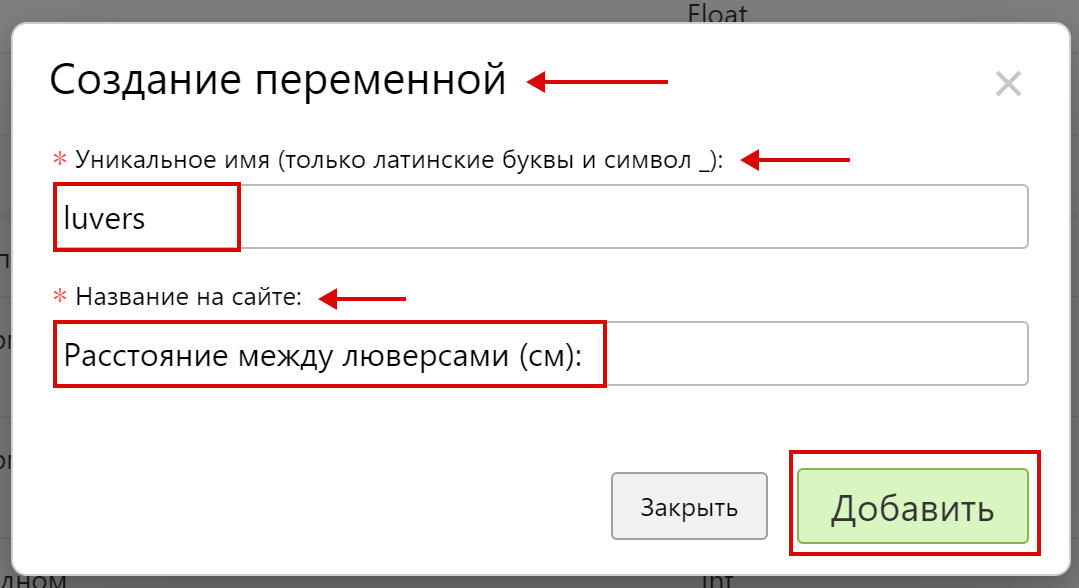 Float
Создание переменной
* Уникальное имя (только латинские буквы и символ _):
luvers
* Название на сайте:
Расстояние между люверсами (см):
Закрыть
Добавить
Int